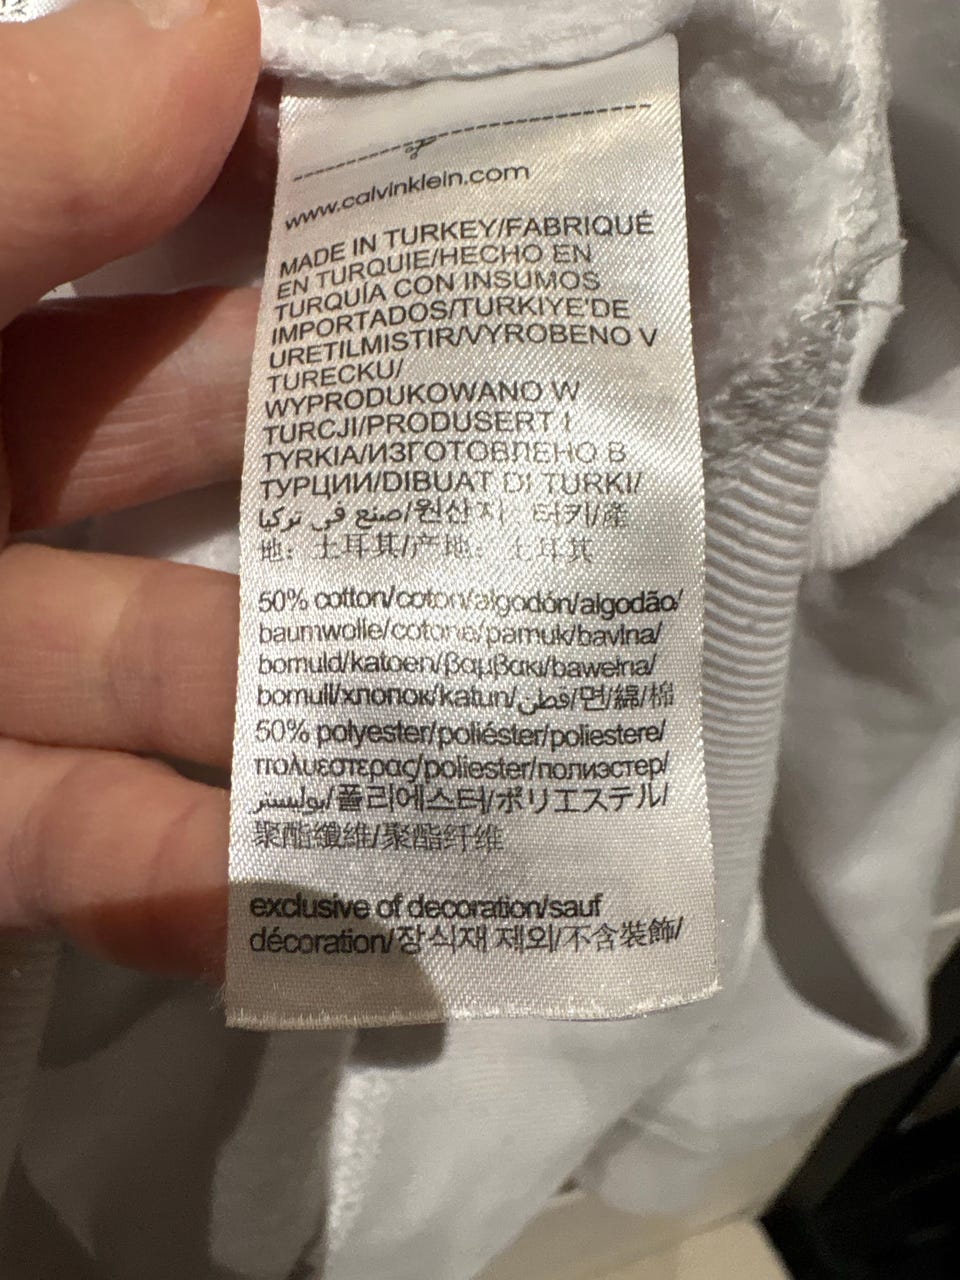 www.calvinklein.com
MADE IN TURKEY/FABRIQUÉ
EN TURQUIE/HECHO EN
TURQUÍA CON INSUMOS
IMPORTADOS/TURKIYE'DE
URETILMISTIR/VYROBENO V
TURECKU/
WYPRODUKOWANO W
TURCJI/PRODUSERT I
TYRKIA/ИЗГОТОВЛЕНО В
ТУРЦИИ/DIBUAT DI TURKI/
صنع في تركيا/원산지: 터키/產
地：土耳其/产地：土耳其
50% cotton/coton/algodón/algodão/
baumwolle/cotone/pamuk/bavlna/
bomuld/katoen/βαμβακι/bawełna/
bomull/хлопок/katun/قطن/면/綿/棉
50% polyester/poliéster/poliestere/
πολυεστερας/poliester/полиэстер/
بوليستر/폴리에스터/ポリエステル/
聚酯纖維/聚酯纤维
exclusive of decoration/sauf
décoration/장식재 제외/不含裝飾/